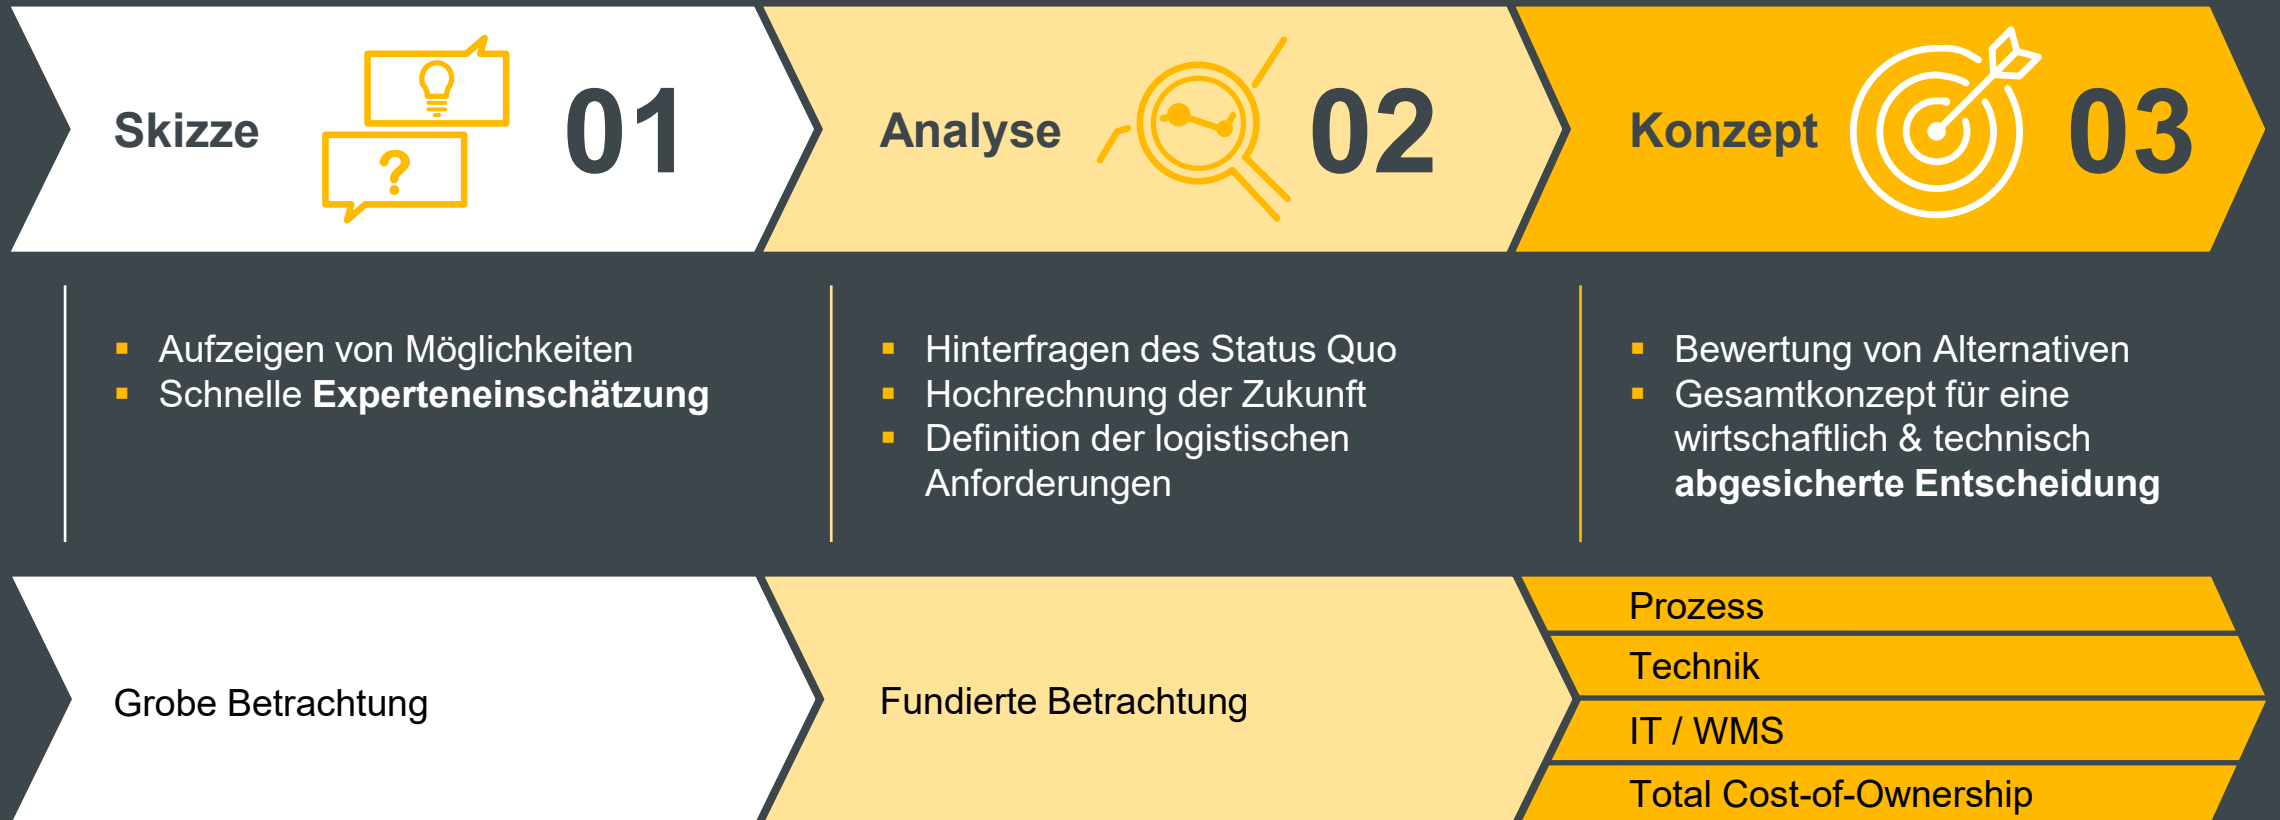 Skizze
?
01
Analyse
02
Konzept
03
Aufzeigen von Möglichkeiten
Schnelle Experteneinschätzung
Hinterfragen des Status Quo
Hochrechnung der Zukunft
Definition der logistischen
Anforderungen
Bewertung von Alternativen
Gesamtkonzept für eine
wirtschaftlich & technisch
abgesicherte Entscheidung
Grobe Betrachtung
Fundierte Betrachtung
Prozess
Technik
IT / WMS
Total Cost-of-Ownership